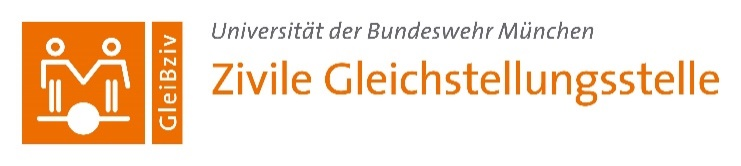 GleiBziv
Universität der Bundeswehr München
Zivile Gleichstellungsstelle